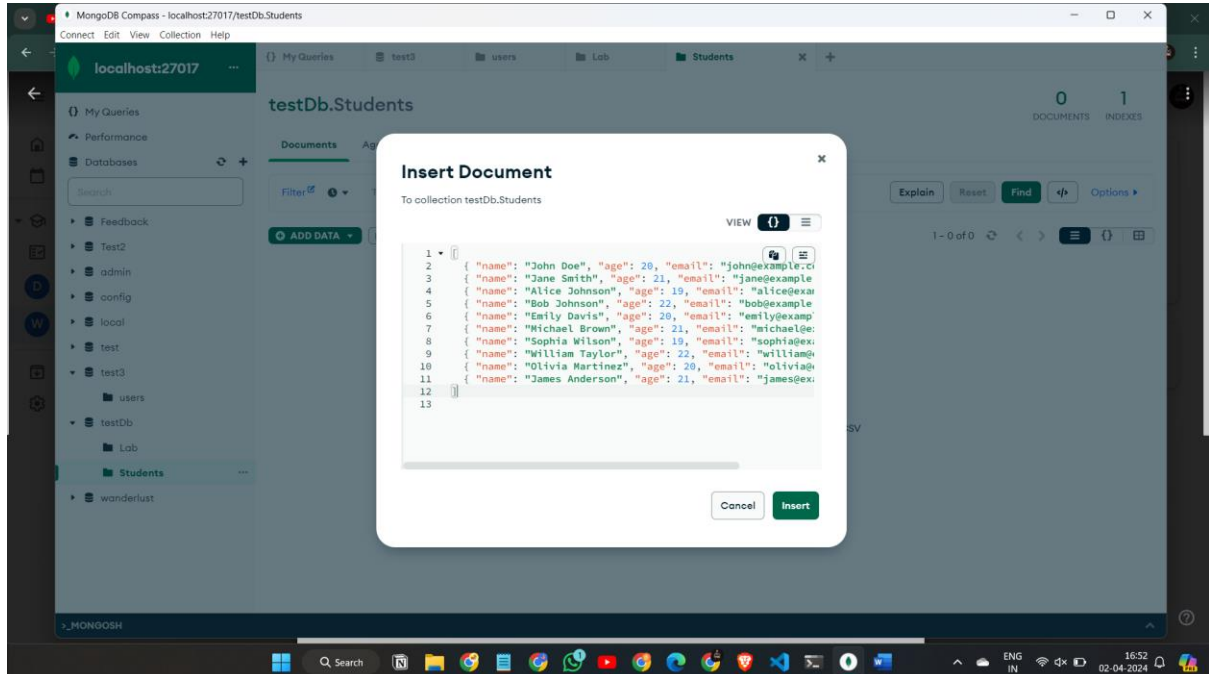 MongoDB Compass - localhost:27017/testDb.Students
Connect Edit View Collection Help
localhost:27017 ...
{} My Queries
Performance
Databases
Search
Feedback
Test2
admin
config
local
test
test3
users
testDb
Lab
Students
wanderlust
{} My Queries test3 users Lab Students
testDb.Students
0 DOCUMENTS
1 INDEXES
Documents
Filter
Explain Reset Find </> Options
ADD DATA
1 – 0 of 0
Insert Document
To collection testDb.Students
VIEW {}
1 [
2 { "name": "John Doe", "age": 20, "email": "john@example.c
3 { "name": "Jane Smith", "age": 21, "email": "jane@example
4 { "name": "Alice Johnson", "age": 19, "email": "alice@exa
5 { "name": "Bob Johnson", "age": 22, "email": "bob@example
6 { "name": "Emily Davis", "age": 20, "email": "emily@examp
7 { "name": "Michael Brown", "age": 21, "email": "michael@e
8 { "name": "Sophia Wilson", "age": 19, "email": "sophia@ex
9 { "name": "William Taylor", "age": 22, "email": "william@
10 { "name": "Olivia Martinez", "age": 20, "email": "olivia@
11 { "name": "James Anderson", "age": 21, "email": "james@ex
12 ]
13
CSV
Cancel Insert
>_MONGOSH
D
W
Search
ENG
IN
16:52
02-04-2024